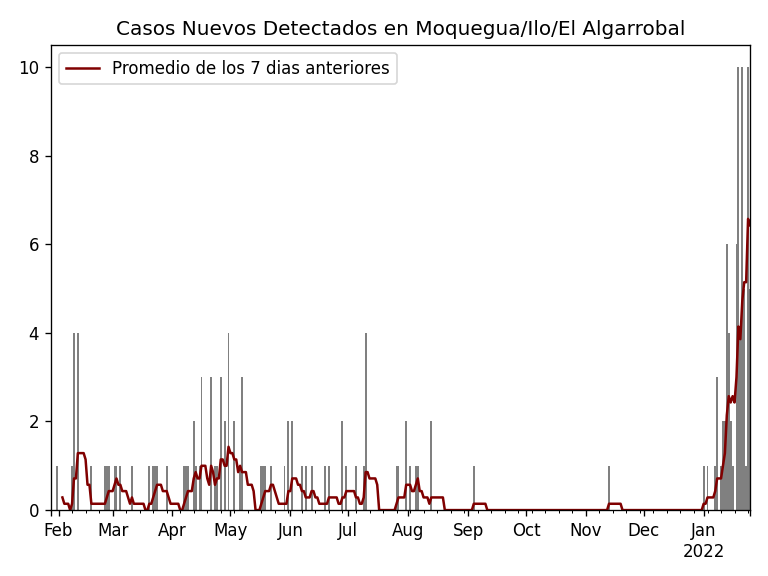 Casos Nuevos Detectados en Moquegua/Ilo/El Algarrobal
Promedio de los 7 dias anteriores
10
8
6
4
2
0
Feb Mar Apr May Jun Jul Aug Sep Oct Nov Dec Jan
2022